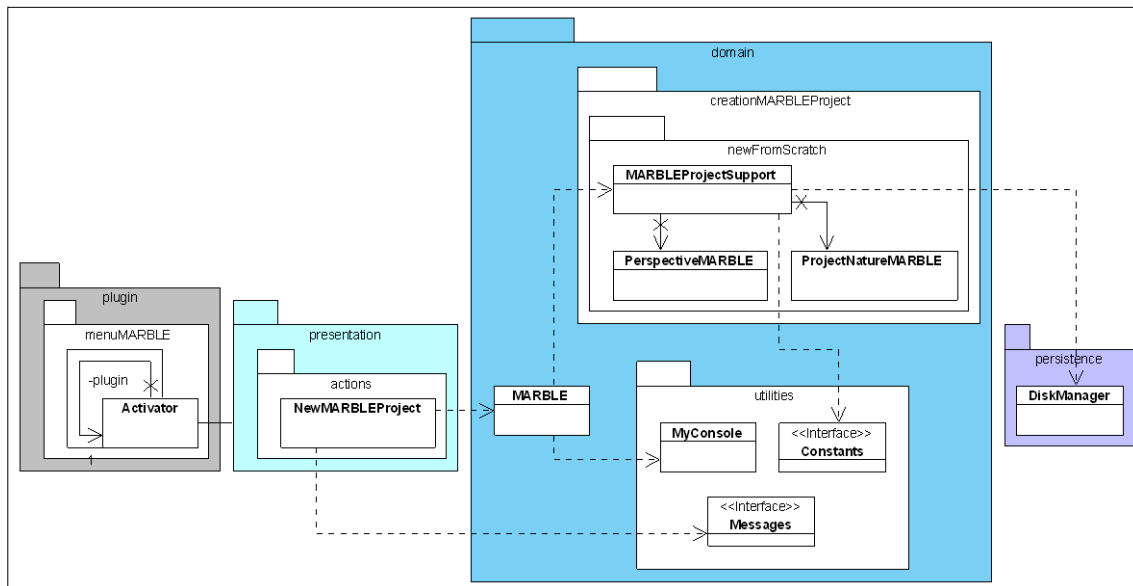 domain
creationMARBLEProject
newFromScratch
MARBLEProjectSupport
PerspectiveMARBLE
ProjectNatureMARBLE
plugin
menuMARBLE
-plugin
Activator
1
presentation
actions
NewMARBLEProject
MARBLE
utilities
MyConsole
<<Interface>>
Constants
<<Interface>>
Messages
persistence
DiskManager